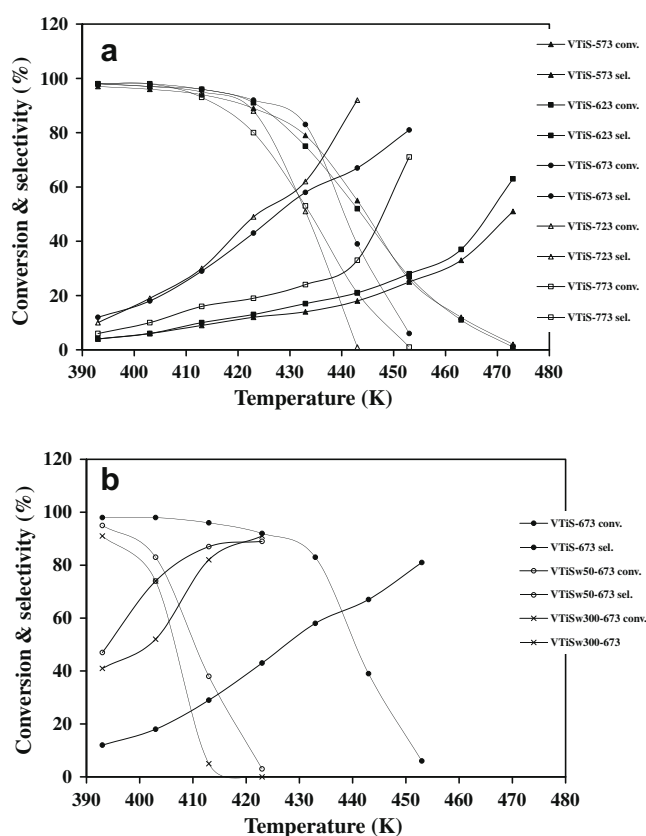 a
120
100
80
60
40
20
0
Conversion & selectivity (%)
390 400 410 420 430 440 450 460 470 480
Temperature (K)
VTiS-573 conv.
VTiS-573 sel.
VTiS-623 conv.
VTiS-623 sel.
VTiS-673 conv.
VTiS-673 sel.
VTiS-723 conv.
VTiS-723 sel.
VTiS-773 conv.
VTiS-773 sel.
b
120
100
80
60
40
20
0
Conversion & selectivity (%)
390 400 410 420 430 440 450 460 470 480
Temperature (K)
VTiS-673 conv.
VTiS-673 sel.
VTiSw50-673 conv.
VTiSw50-673 sel.
VTiSw300-673 conv.
VTiSw300-673